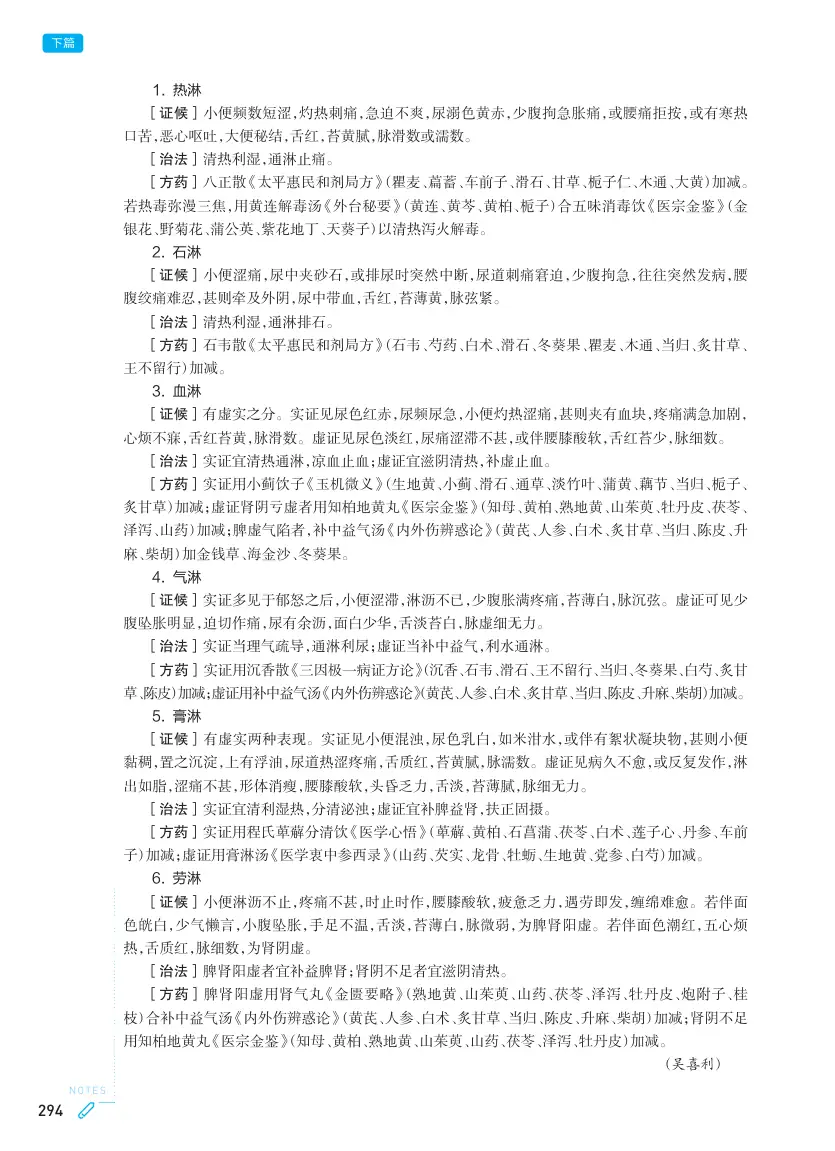 下篇
1. 热淋
[证候]小便频数短涩,灼热刺痛,急迫不爽,尿溺色黄赤,少腹拘急胀痛,或腰痛拒按,或有寒热
口苦,恶心呕吐,大便秘结,舌红,苔黄腻,脉滑数或濡数。
[治法]清热利湿,通淋止痛。
[方药]八正散《太平惠民和剂局方》(瞿麦、萹蓄、车前子、滑石、甘草、栀子仁、木通、大黄)加减。
若热毒弥漫三焦,用黄连解毒汤《外台秘要》(黄连、黄芩、黄柏、栀子)合五味消毒饮《医宗金鉴》(金
银花、野菊花、蒲公英、紫花地丁、天葵子)以清热泻火解毒。
2. 石淋
[证候]小便涩痛,尿中夹砂石,或排尿时突然中断,尿道刺痛窘迫,少腹拘急,往往突然发病,腰
腹绞痛难忍,甚则牵及外阴,尿中带血,舌红,苔薄黄,脉弦紧。
[治法]清热利湿,通淋排石。
[方药]石韦散《太平惠民和剂局方》(石韦、芍药、白术、滑石、冬葵果、瞿麦、木通、当归、炙甘草、
王不留行)加减。
3. 血淋
[证候]有虚实之分。实证见尿色红赤,尿频尿急,小便灼热涩痛,甚则夹有血块,疼痛满急加剧,
心烦不寐,舌红苔黄,脉滑数。虚证见尿色淡红,尿痛涩滞不甚,或伴腰膝酸软,舌红苔少,脉细数。
[治法]实证宜清热通淋,凉血止血;虚证宜滋阴清热,补虚止血。
[方药]实证用小蓟饮子《玉机微义》(生地黄、小蓟、滑石、通草、淡竹叶、蒲黄、藕节、当归、栀子、
炙甘草)加减;虚证肾阴亏虚者用知柏地黄丸《医宗金鉴》(知母、黄柏、熟地黄、山茱萸、牡丹皮、茯苓、
泽泻、山药)加减;脾虚气陷者,补中益气汤《内外伤辨惑论》(黄芪、人参、白术、炙甘草、当归、陈皮、升
麻、柴胡)加金钱草、海金沙、冬葵果。
4. 气淋
[证候]实证多见于郁怒之后,小便涩滞,淋沥不已,少腹胀满疼痛,苔薄白,脉沉弦。虚证可见少
腹坠胀明显,迫切作痛,尿有余沥,面白少华,舌淡苔白,脉虚细无力。
[治法]实证当理气疏导,通淋利尿;虚证当补中益气,利水通淋。
[方药]实证用沉香散《三因极一病证方论》(沉香、石韦、滑石、王不留行、当归、冬葵果、白芍、炙甘
草、陈皮)加减;虚证用补中益气汤《内外伤辨惑论》(黄芪、人参、白术、炙甘草、当归、陈皮、升麻、柴胡)加减。
5. 膏淋
[证候]有虚实两种表现。实证见小便混浊,尿色乳白,如米泔水,或伴有絮状凝块物,甚则小便
黏稠,置之沉淀,上有浮油,尿道热涩疼痛,舌质红,苔黄腻,脉濡数。虚证见病久不愈,或反复发作,淋
出如脂,涩痛不甚,形体消瘦,腰膝酸软,头昏乏力,舌淡,苔薄腻,脉细无力。
[治法]实证宜清利湿热,分清泌浊;虚证宜补脾益肾,扶正固摄。
[方药]实证用程氏萆薢分清饮《医学心悟》(萆薢、黄柏、石菖蒲、茯苓、白术、莲子心、丹参、车前
子)加减;虚证用膏淋汤《医学衷中参西录》(山药、芡实、龙骨、牡蛎、生地黄、党参、白芍)加减。
6. 劳淋
[证候]小便淋沥不止,疼痛不甚,时止时作,腰膝酸软,疲惫乏力,遇劳即发,缠绵难愈。若伴面
色㿠白,少气懒言,小腹坠胀,手足不温,舌淡,苔薄白,脉微弱,为脾肾阳虚。若伴面色潮红,五心烦
热,舌质红,脉细数,为肾阴虚。
[治法]脾肾阳虚者宜补益脾肾;肾阴不足者宜滋阴清热。
[方药]脾肾阳虚用肾气丸《金匮要略》(熟地黄、山茱萸、山药、茯苓、泽泻、牡丹皮、炮附子、桂
枝)合补中益气汤《内外伤辨惑论》(黄芪、人参、白术、炙甘草、当归、陈皮、升麻、柴胡)加减;肾阴不足
用知柏地黄丸《医宗金鉴》(知母、黄柏、熟地黄、山茱萸、山药、茯苓、泽泻、牡丹皮)加减。
(吴喜利)
NOTES
294